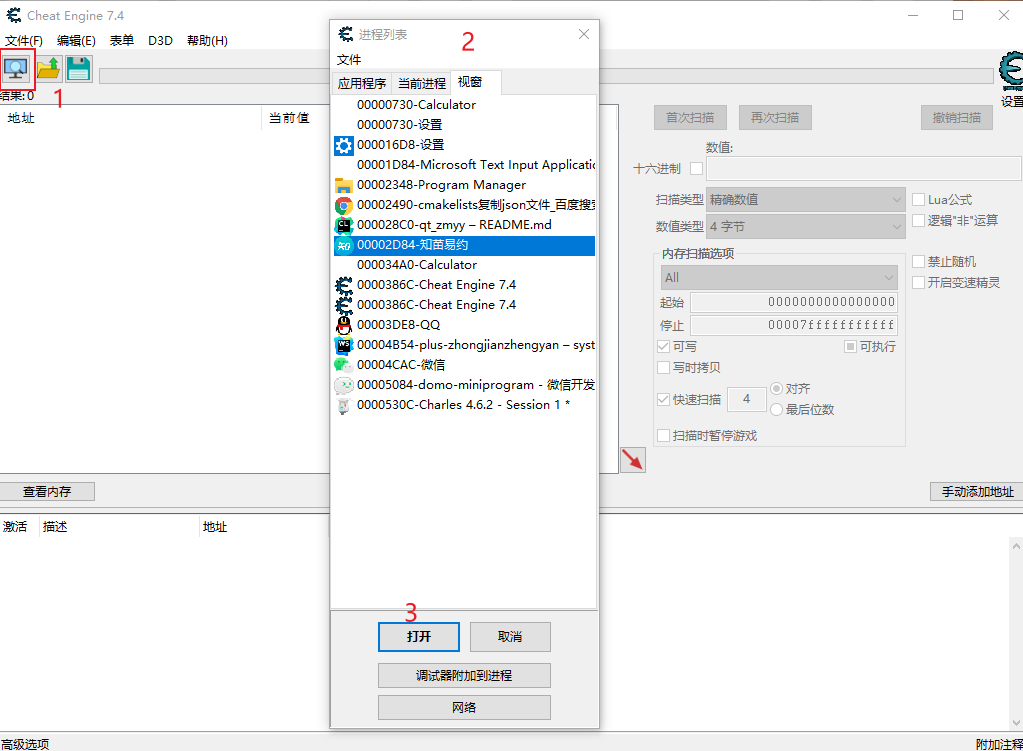 Cheat Engine 7.4
文件(F) 编辑(E) 表单 D3D 帮助(H)
1
结果:0
地址 当前值
设置
进程列表
2
文件
应用程序 当前进程 视窗
00000730-Calculator
00000730-设置
000016D8-设置
00001D84-Microsoft Text Input Applicatio
00002348-Program Manager
00002490-cmakelists复制json文件_百度搜索
000028C0-qt_zmyy – README.md
00002D84-知苗易约
000034A0-Calculator
0000386C-Cheat Engine 7.4
0000386C-Cheat Engine 7.4
00003DE8-QQ
00004B54-plus-zhongjianzhengyan – syst
00004CAC-微信
00005084-domo-miniprogram - 微信开发
0000530C-Charles 4.6.2 - Session 1 *
3
打开 取消
调试器附加到进程
网络
首次扫描 再次扫描 撤销扫描
数值:
十六进制
扫描类型 精确数值 Lua公式
数值类型 4 字节 逻辑"非"运算
内存扫描选项
All
禁止随机
开启变速精灵
起始 0000000000000000
停止 00007fffffffffff
可写 可执行
写时拷贝
快速扫描 4 对齐
最后位数
扫描时暂停游戏
查看内存 手动添加地址
激活 描述 地址
高级选项 附加注释